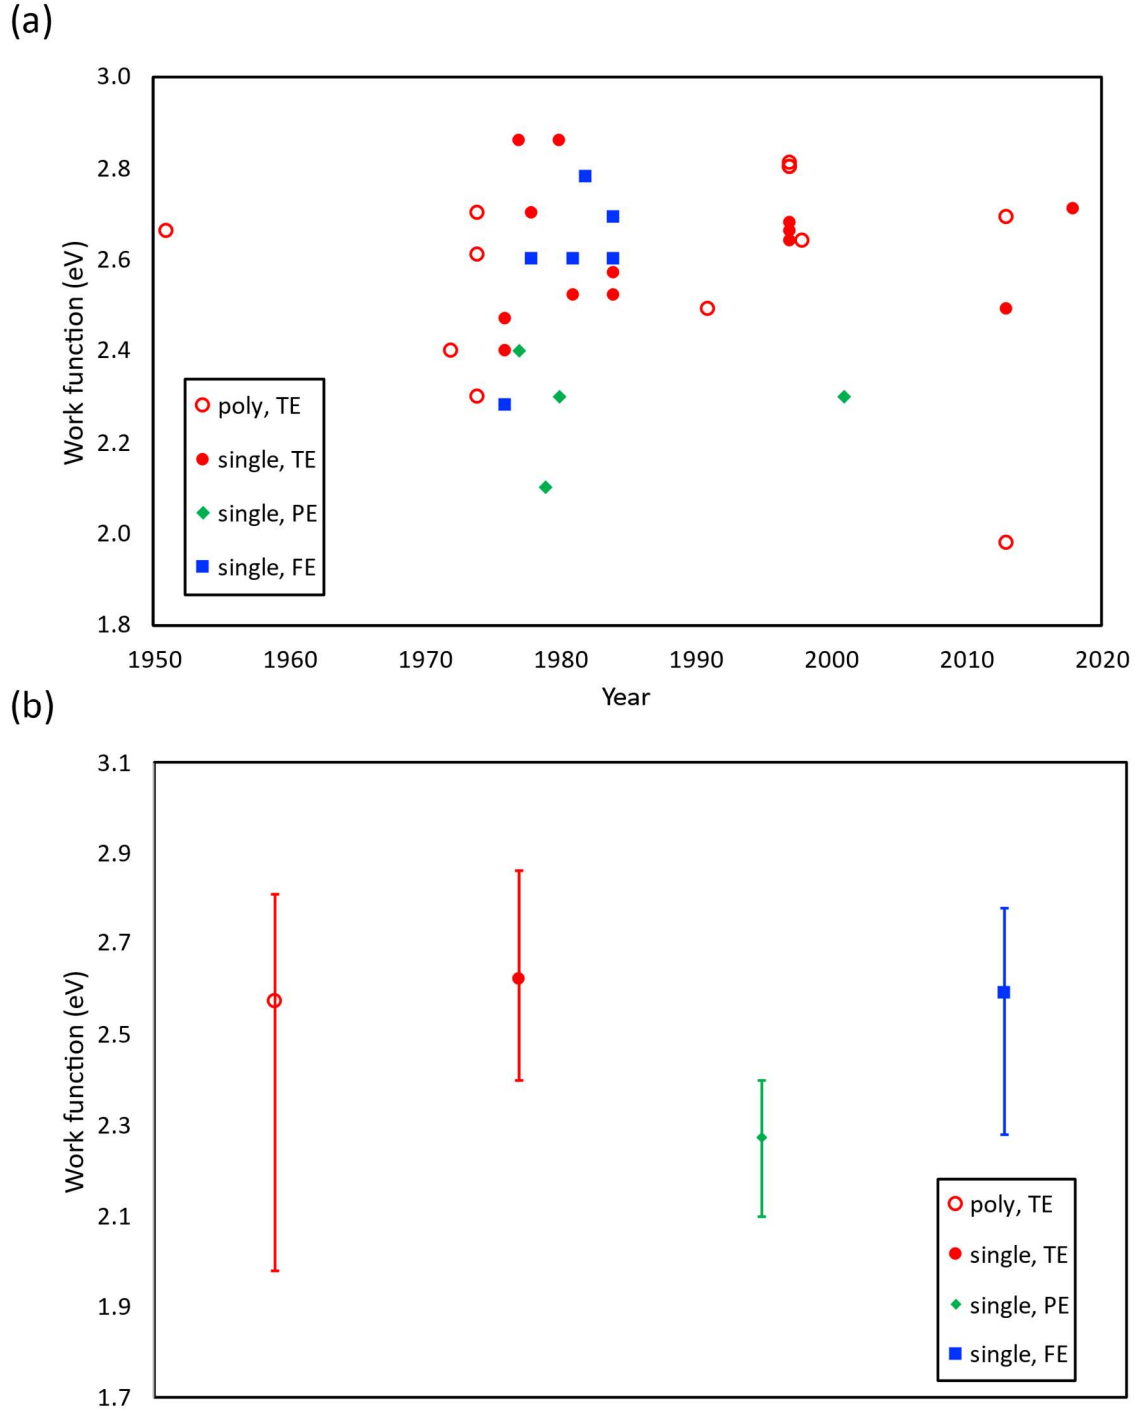 (a)
3.0
2.8
2.6
2.4
2.2
2.0
1.8
Work function (eV)
poly, TE
single, TE
single, PE
single, FE
1950 1960 1970 1980 1990 2000 2010 2020
Year
(b)
3.1
2.9
2.7
2.5
2.3
2.1
1.9
1.7
Work function (eV)
poly, TE
single, TE
single, PE
single, FE